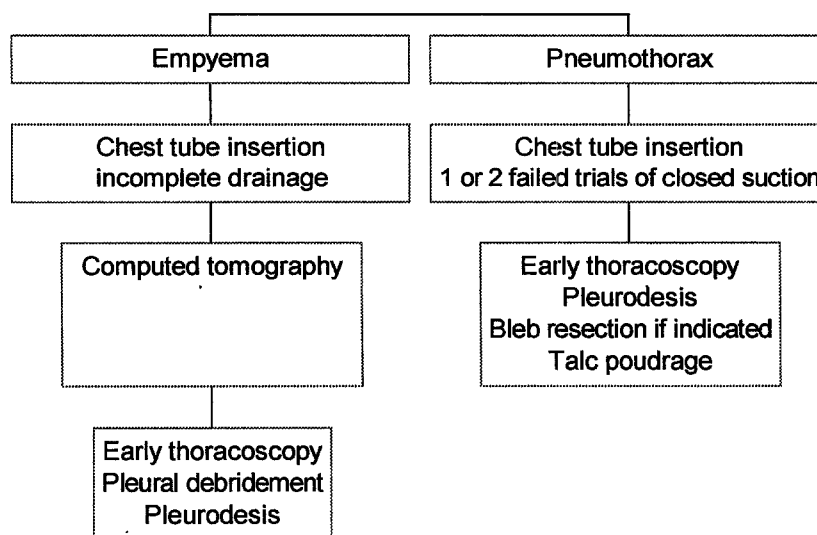 Empyema
Chest tube insertion
incomplete drainage
Computed tomography
Early thoracoscopy
Pleural debridement
Pleurodesis
Pneumothorax
Chest tube insertion
1 or 2 failed trials of closed suction
Early thoracoscopy
Pleurodesis
Bleb resection if indicated
Talc poudrage